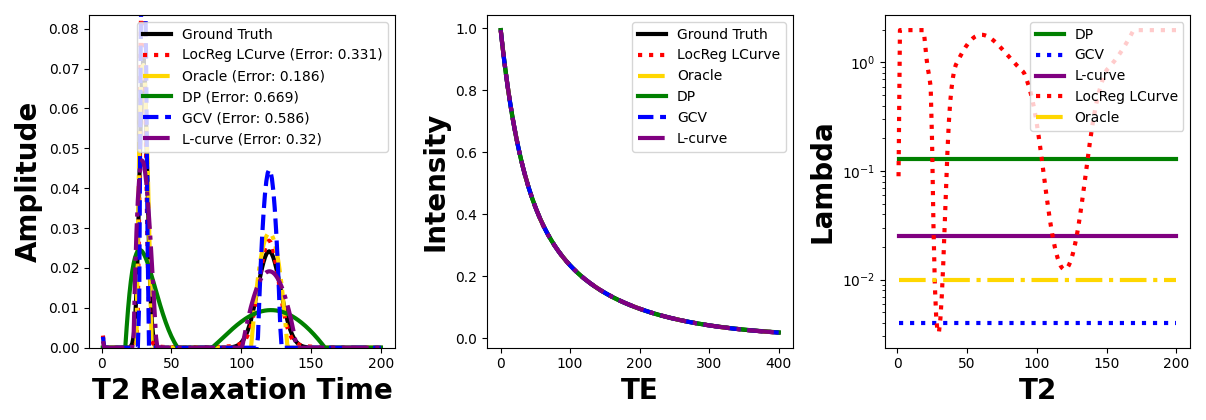 Amplitude
0.08
0.07
0.06
0.05
0.04
0.03
0.02
0.01
0.00
Ground Truth
LocReg LCurve (Error: 0.331)
Oracle (Error: 0.186)
DP (Error: 0.669)
GCV (Error: 0.586)
L-curve (Error: 0.32)
0 50 100 150 200
T2 Relaxation Time
Intensity
1.0
0.8
0.6
0.4
0.2
0.0
Ground Truth
LocReg LCurve
Oracle
DP
GCV
L-curve
0 100 200 300 400
TE
Lambda
10⁰
10⁻¹
10⁻²
DP
GCV
L-curve
LocReg LCurve
Oracle
0 50 100 150 200
T2